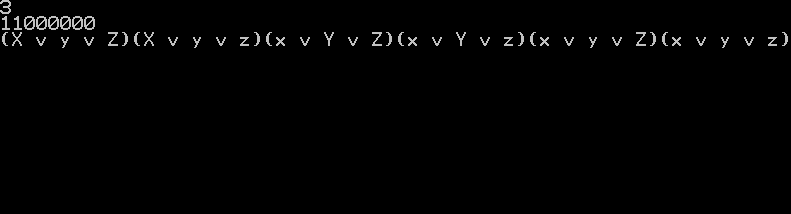 3
11000000
(X v y v Z)(X v y v z)(x v Y v Z)(x v Y v z)(x v y v Z)(x v y v z)